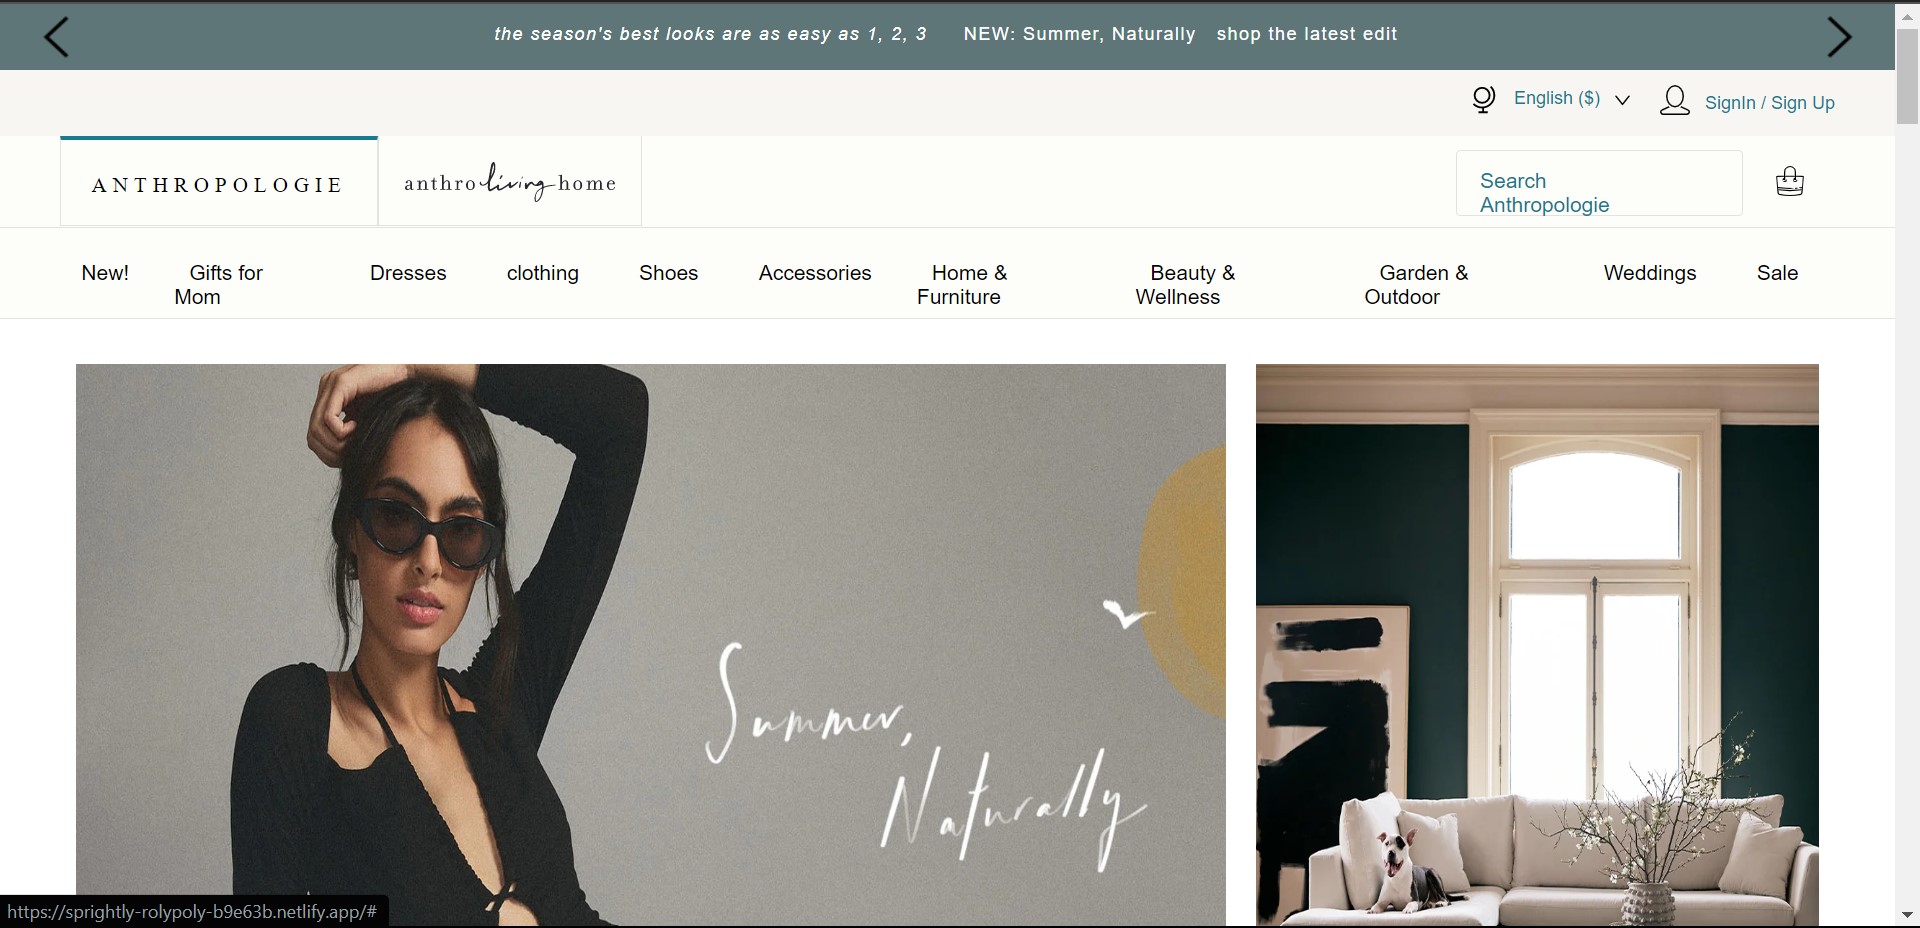 the season's best looks are as easy as 1, 2, 3 NEW: Summer, Naturally shop the latest edit
English ($) SignIn / Sign Up
ANTHROPOLOGIE anthro living home
Search
Anthropologie
New! Gifts for Dresses clothing Shoes Accessories Home & Beauty & Garden & Weddings Sale
Mom Furniture Wellness Outdoor
Summer,
Naturally
https://sprightly-rolypoly-b9e63b.netlify.app/#